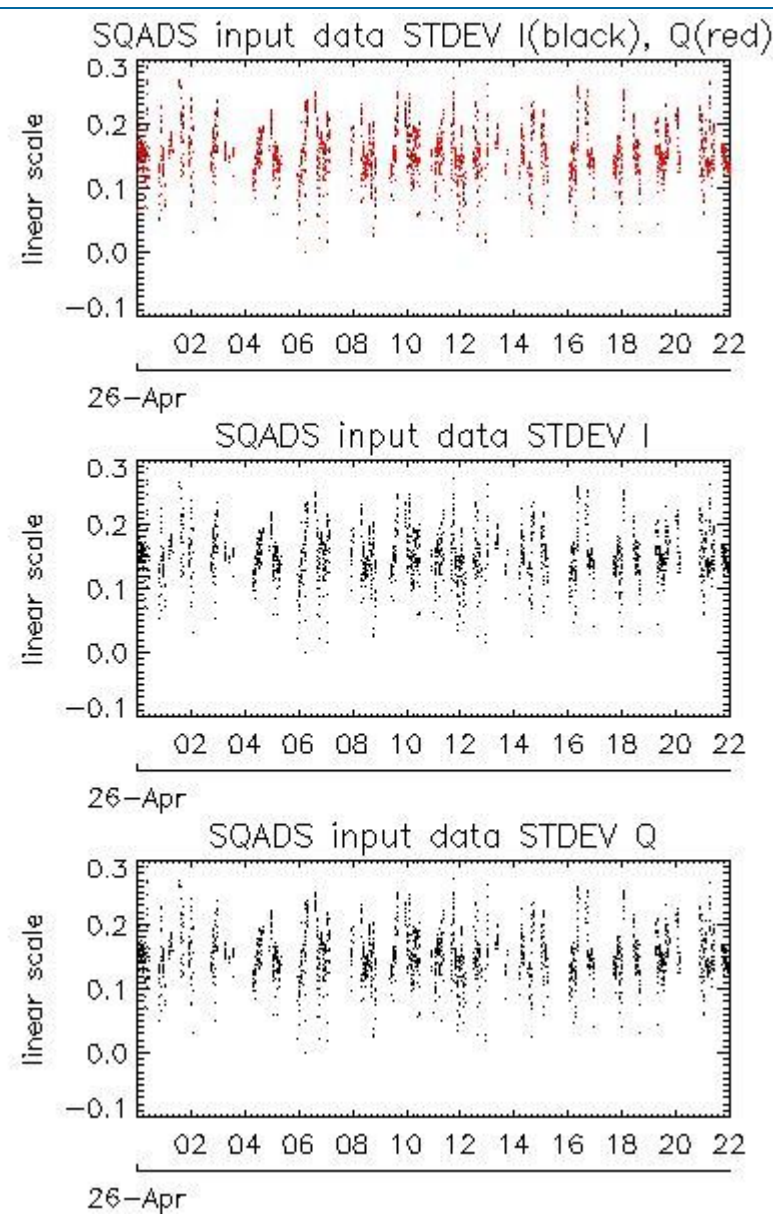 SQADS input data STDEV I(black), Q(red)
linear scale
0.3
0.2
0.1
0.0
-0.1
02 04 06 08 10 12 14 16 18 20 22
26-Apr
SQADS input data STDEV I
linear scale
0.3
0.2
0.1
0.0
-0.1
02 04 06 08 10 12 14 16 18 20 22
26-Apr
SQADS input data STDEV Q
linear scale
0.3
0.2
0.1
0.0
-0.1
02 04 06 08 10 12 14 16 18 20 22
26-Apr